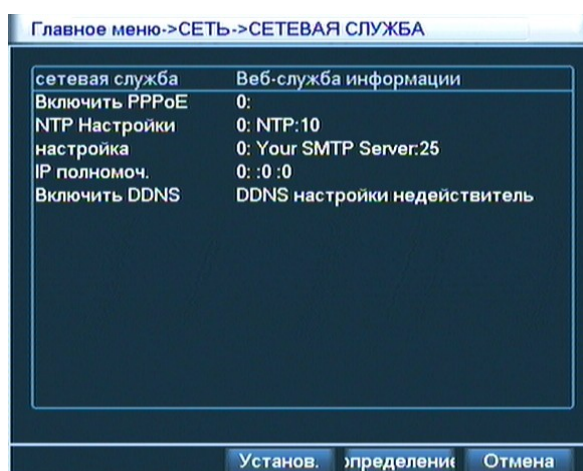 Главное меню->СЕТЬ->СЕТЕВАЯ СЛУЖБА
сетевая служба Веб-служба информации
Включить PPPoE 0:
NTP Настройки 0: NTP:10
настройка 0: Your SMTP Server:25
IP полномоч. 0: :0 :0
Включить DDNS DDNS настройки недействитель
Установ. определение Отмена